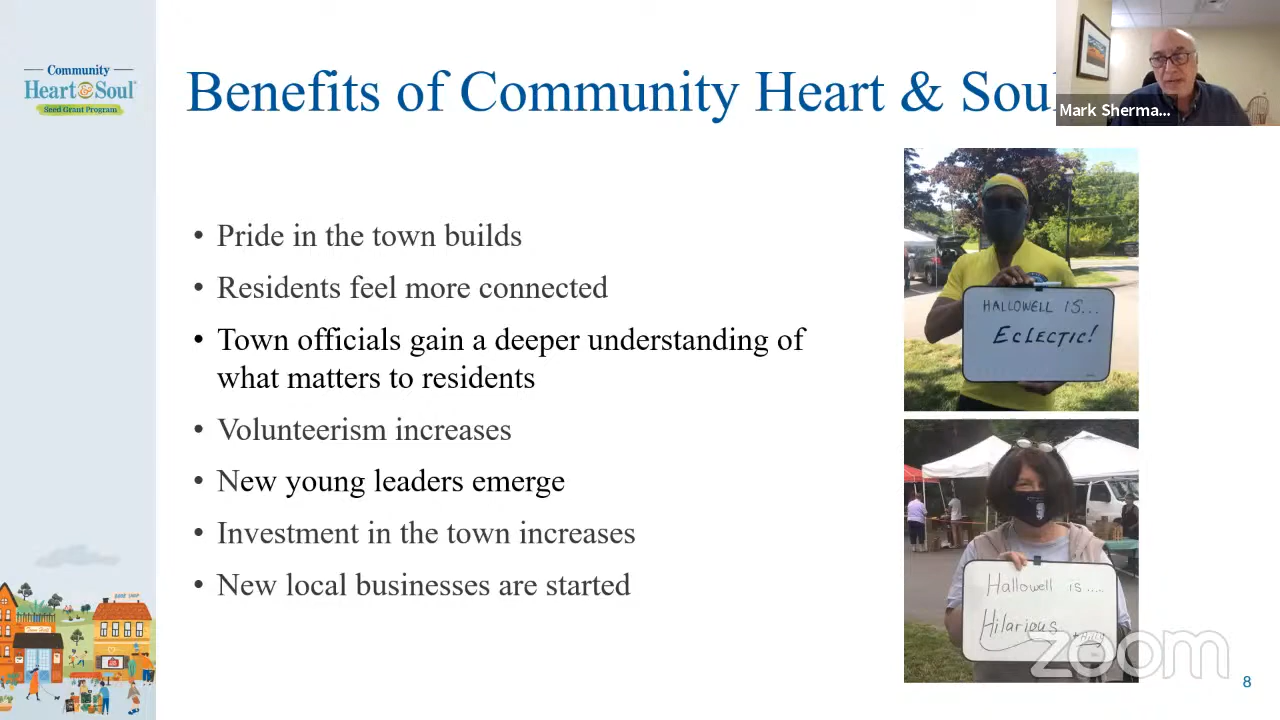 Community
Heart & Soul
Seed Grant Program
Benefits of Community Heart & Soul
Mark Sherma...
• Pride in the town builds
• Residents feel more connected
• Town officials gain a deeper understanding of
what matters to residents
• Volunteerism increases
• New young leaders emerge
• Investment in the town increases
• New local businesses are started
HALLOWELL IS...
ECLECTIC!
Hallowell is.....
Hilarious
zoom
8